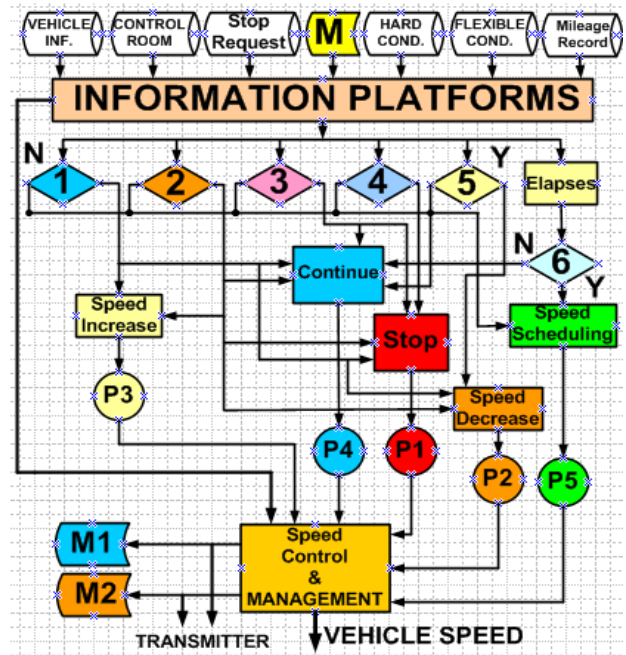 VEHICLE
INF.
CONTROL
ROOM
Stop
Request
M
HARD
COND.
FLEXIBLE
COND.
Mileage
Record
INFORMATION PLATFORMS
N
1
2
3
4
5
Y
Elapses
Continue
N
6
Y
Speed
Increase
Stop
Speed
Scheduling
P3
Speed
Decrease
P4
P1
P2
P5
M1
Speed
Control
&
MANAGEMENT
M2
TRANSMITTER
VEHICLE SPEED